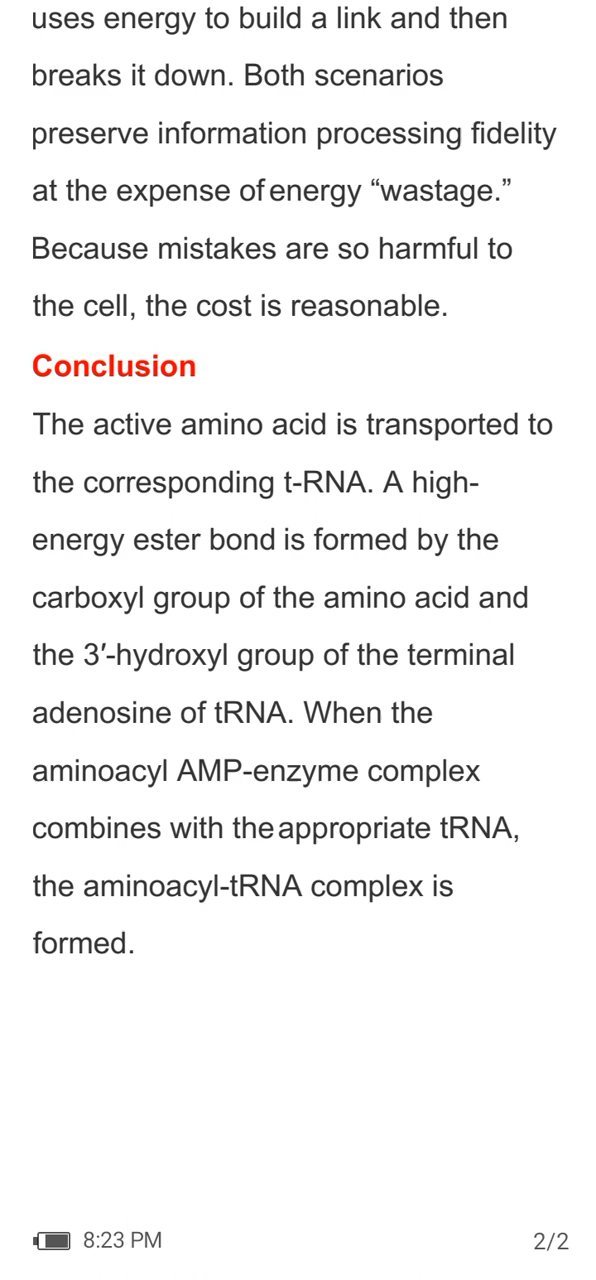 uses energy to build a link and then
breaks it down. Both scenarios
preserve information processing fidelity
at the expense of energy “wastage.”
Because mistakes are so harmful to
the cell, the cost is reasonable.
Conclusion
The active amino acid is transported to
the corresponding t-RNA. A high-
energy ester bond is formed by the
carboxyl group of the amino acid and
the 3′-hydroxyl group of the terminal
adenosine of tRNA. When the
aminoacyl AMP-enzyme complex
combines with the appropriate tRNA,
the aminoacyl-tRNA complex is
formed.
8:23 PM 2/2